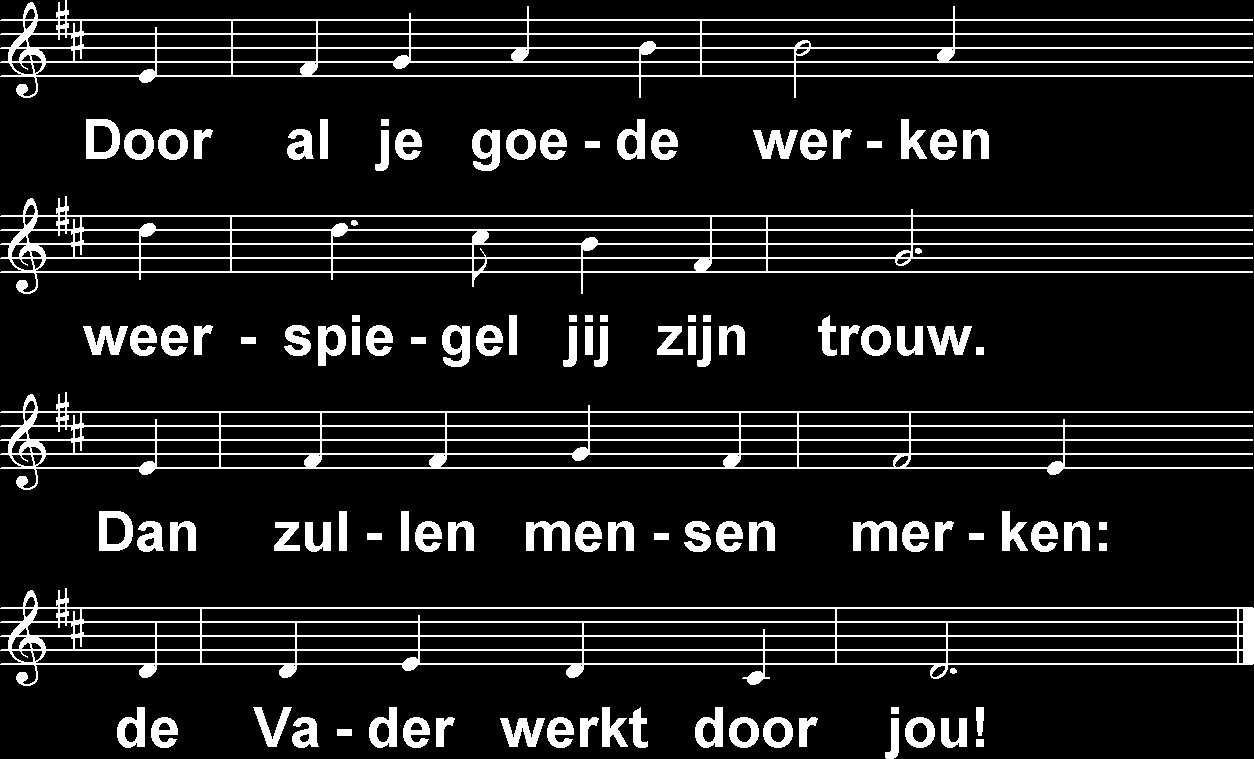 Door al je goe - de wer - ken
weer - spie - gel jij zijn trouw.
Dan zul - len men - sen mer - ken:
de Va - der werkt door jou!